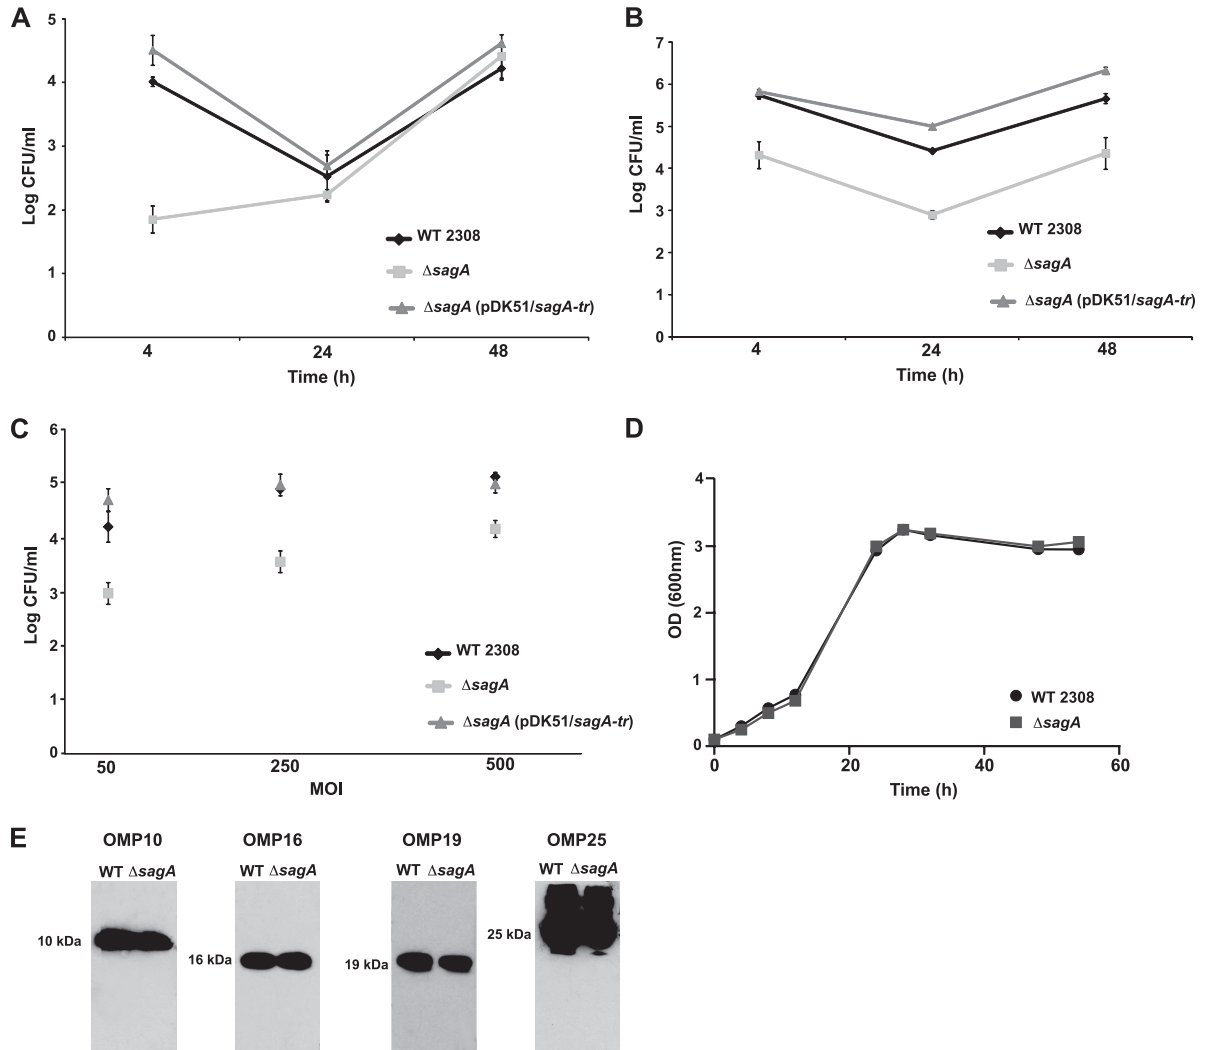 A
5
4
3
2
1
0
Log CFU/ml
4
24
48
Time (h)
WT 2308
ΔsagA
ΔsagA (pDK51/sagA-tr)
B
7
6
5
4
3
2
1
0
Log CFU/ml
4
24
48
Time (h)
WT 2308
ΔsagA
ΔsagA (pDK51/sagA-tr)
C
6
5
4
3
2
1
0
Log CFU/ml
50
250
500
MOI
WT 2308
ΔsagA
ΔsagA (pDK51/sagA-tr)
D
4
3
2
1
0
OD (600nm)
0
20
40
60
Time (h)
WT 2308
ΔsagA
E
OMP10
WT ΔsagA
10 kDa
OMP16
WT ΔsagA
16 kDa
OMP19
WT ΔsagA
19 kDa
OMP25
WT ΔsagA
25 kDa